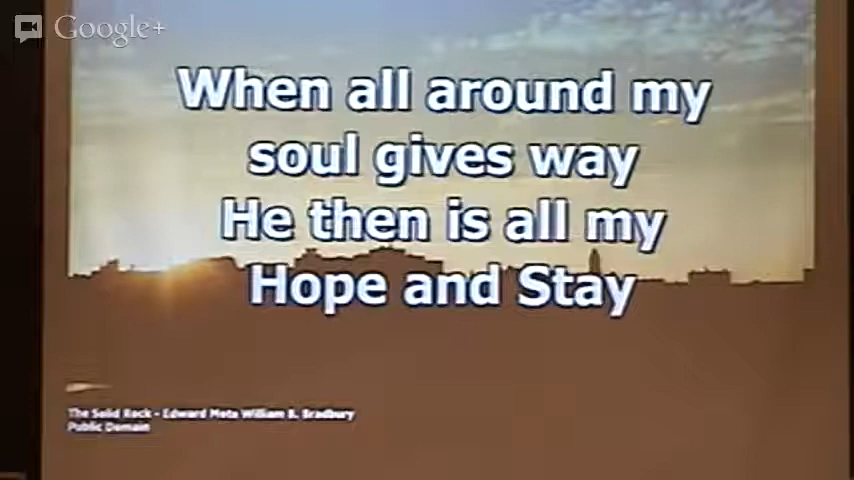 Google+
When all around my
soul gives way
He then is all my
Hope and Stay
The Solid Rock - Edward Mote William B. Bradbury
Public Domain